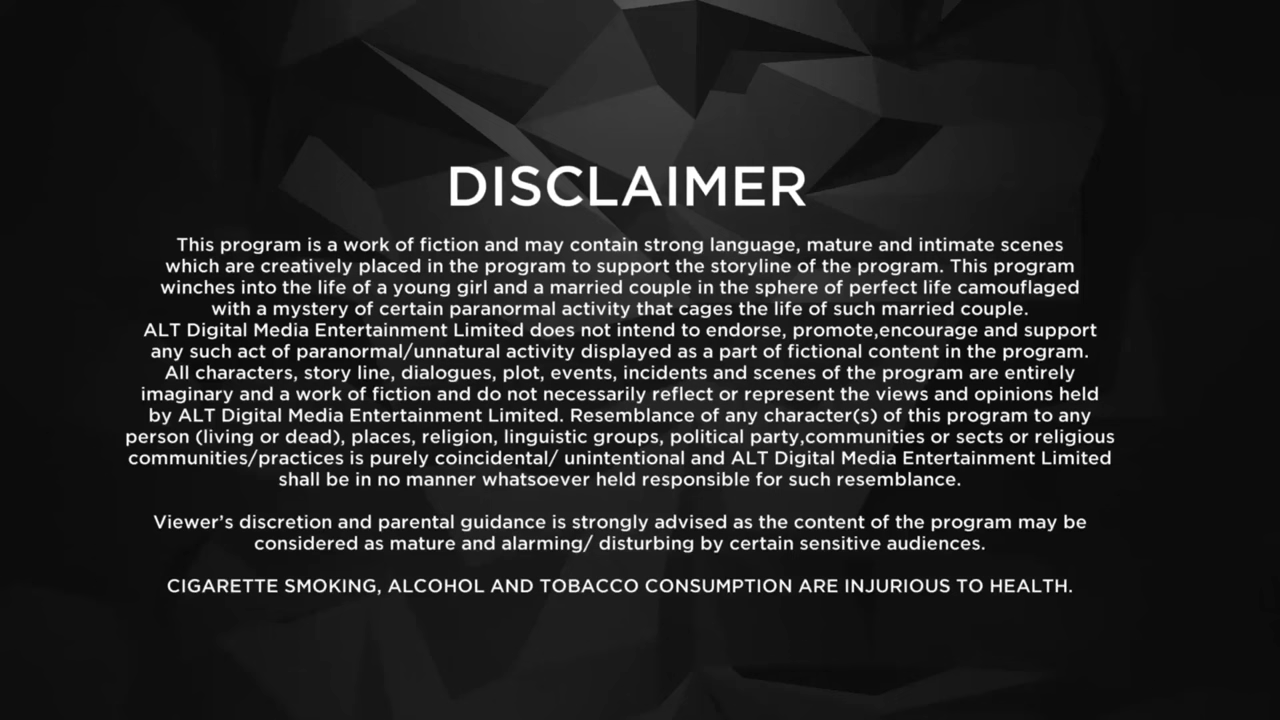 DISCLAIMER
This program is a work of fiction and may contain strong language, mature and intimate scenes
which are creatively placed in the program to support the storyline of the program. This program
winches into the life of a young girl and a married couple in the sphere of perfect life camouflaged
with a mystery of certain paranormal activity that cages the life of such married couple.
ALT Digital Media Entertainment Limited does not intend to endorse, promote,encourage and support
any such act of paranormal/unnatural activity displayed as a part of fictional content in the program.
All characters, story line, dialogues, plot, events, incidents and scenes of the program are entirely
imaginary and a work of fiction and do not necessarily reflect or represent the views and opinions held
by ALT Digital Media Entertainment Limited. Resemblance of any character(s) of this program to any
person (living or dead), places, religion, linguistic groups, political party,communities or sects or religious
communities/practices is purely coincidental/ unintentional and ALT Digital Media Entertainment Limited
shall be in no manner whatsoever held responsible for such resemblance.
Viewer’s discretion and parental guidance is strongly advised as the content of the program may be
considered as mature and alarming/ disturbing by certain sensitive audiences.
CIGARETTE SMOKING, ALCOHOL AND TOBACCO CONSUMPTION ARE INJURIOUS TO HEALTH.